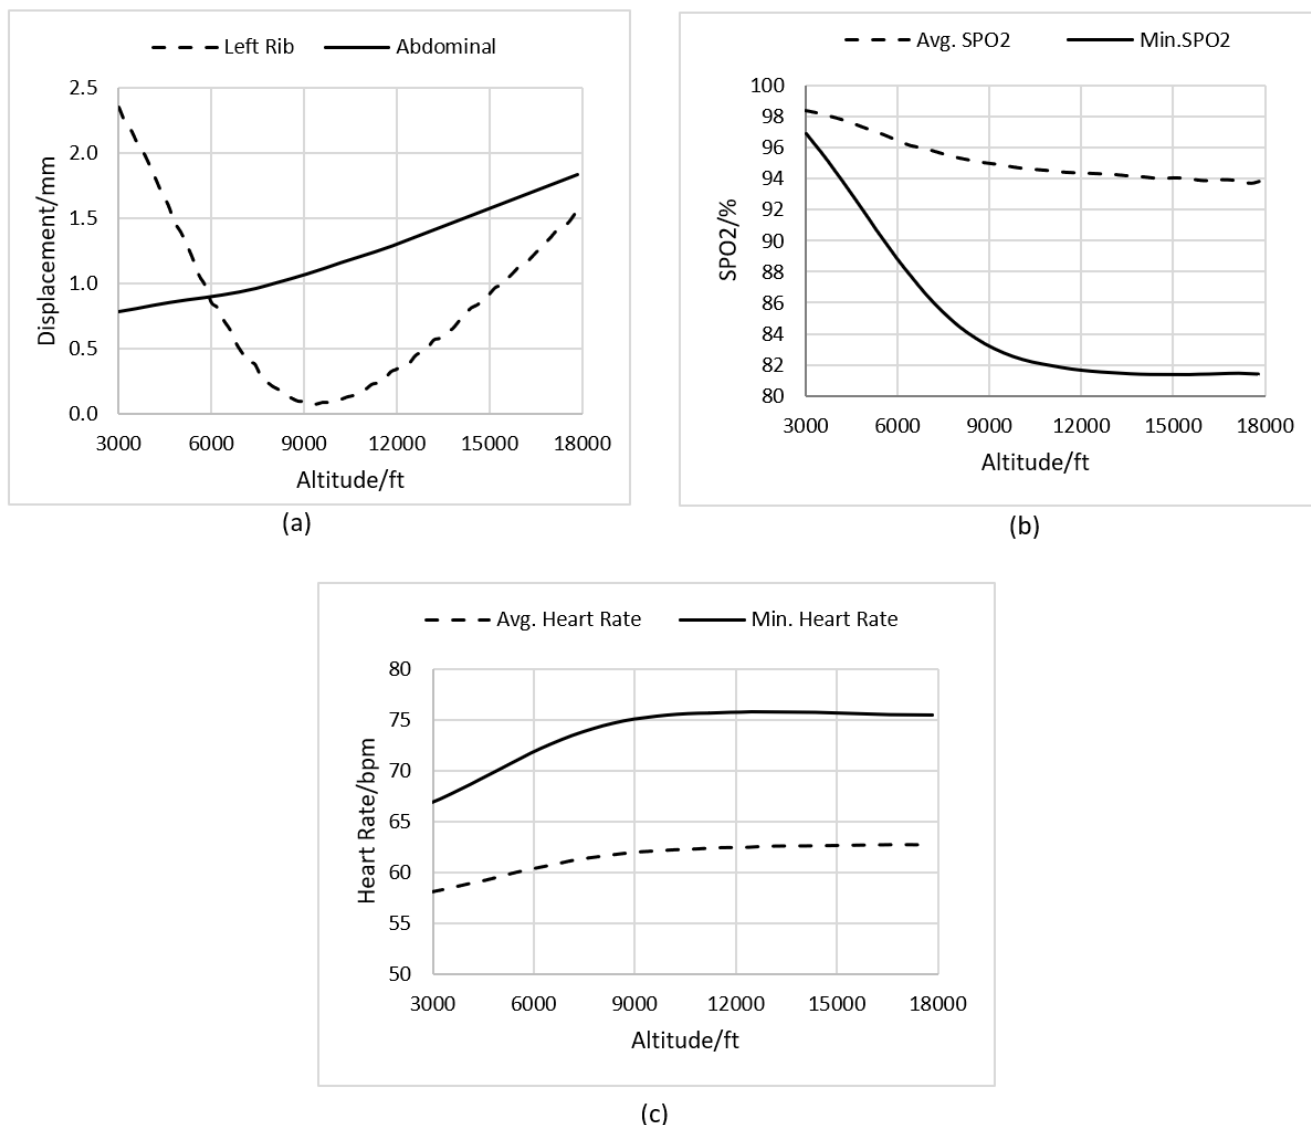 Left Rib Abdominal
2.5
2.0
1.5
1.0
0.5
0.0
Displacement/mm
3000 6000 9000 12000 15000 18000
Altitude/ft
(a)
Avg. SPO2 Min.SPO2
100
98
96
94
92
90
88
86
84
82
80
SPO2/%
3000 6000 9000 12000 15000 18000
Altitude/ft
(b)
Avg. Heart Rate Min. Heart Rate
80
75
70
65
60
55
50
Heart Rate/bpm
3000 6000 9000 12000 15000 18000
Altitude/ft
(c)